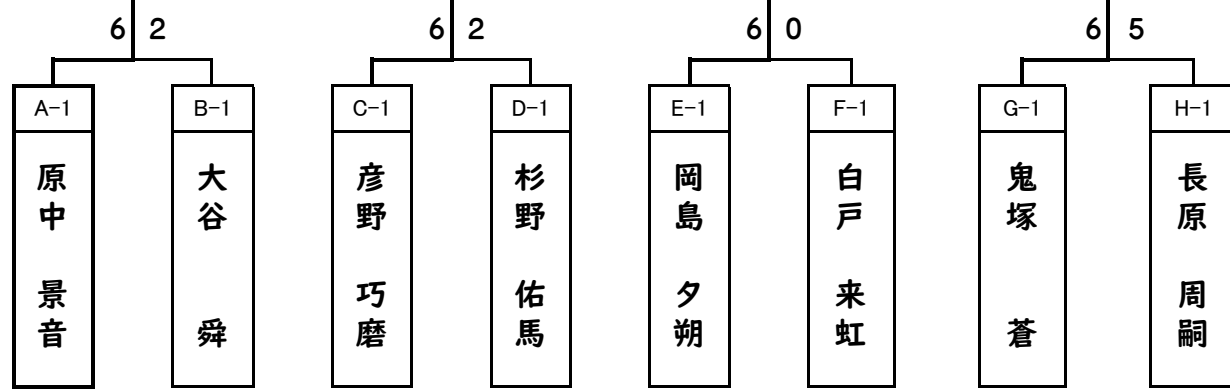 6 2
6 2
6 0
6 5
A-1
B-1
C-1
D-1
E-1
F-1
G-1
H-1
原中 景音
大谷 舜
彦野 巧磨
杉野 佑馬
岡島 夕朔
白戸 来虹
鬼塚 蒼
長原 周嗣